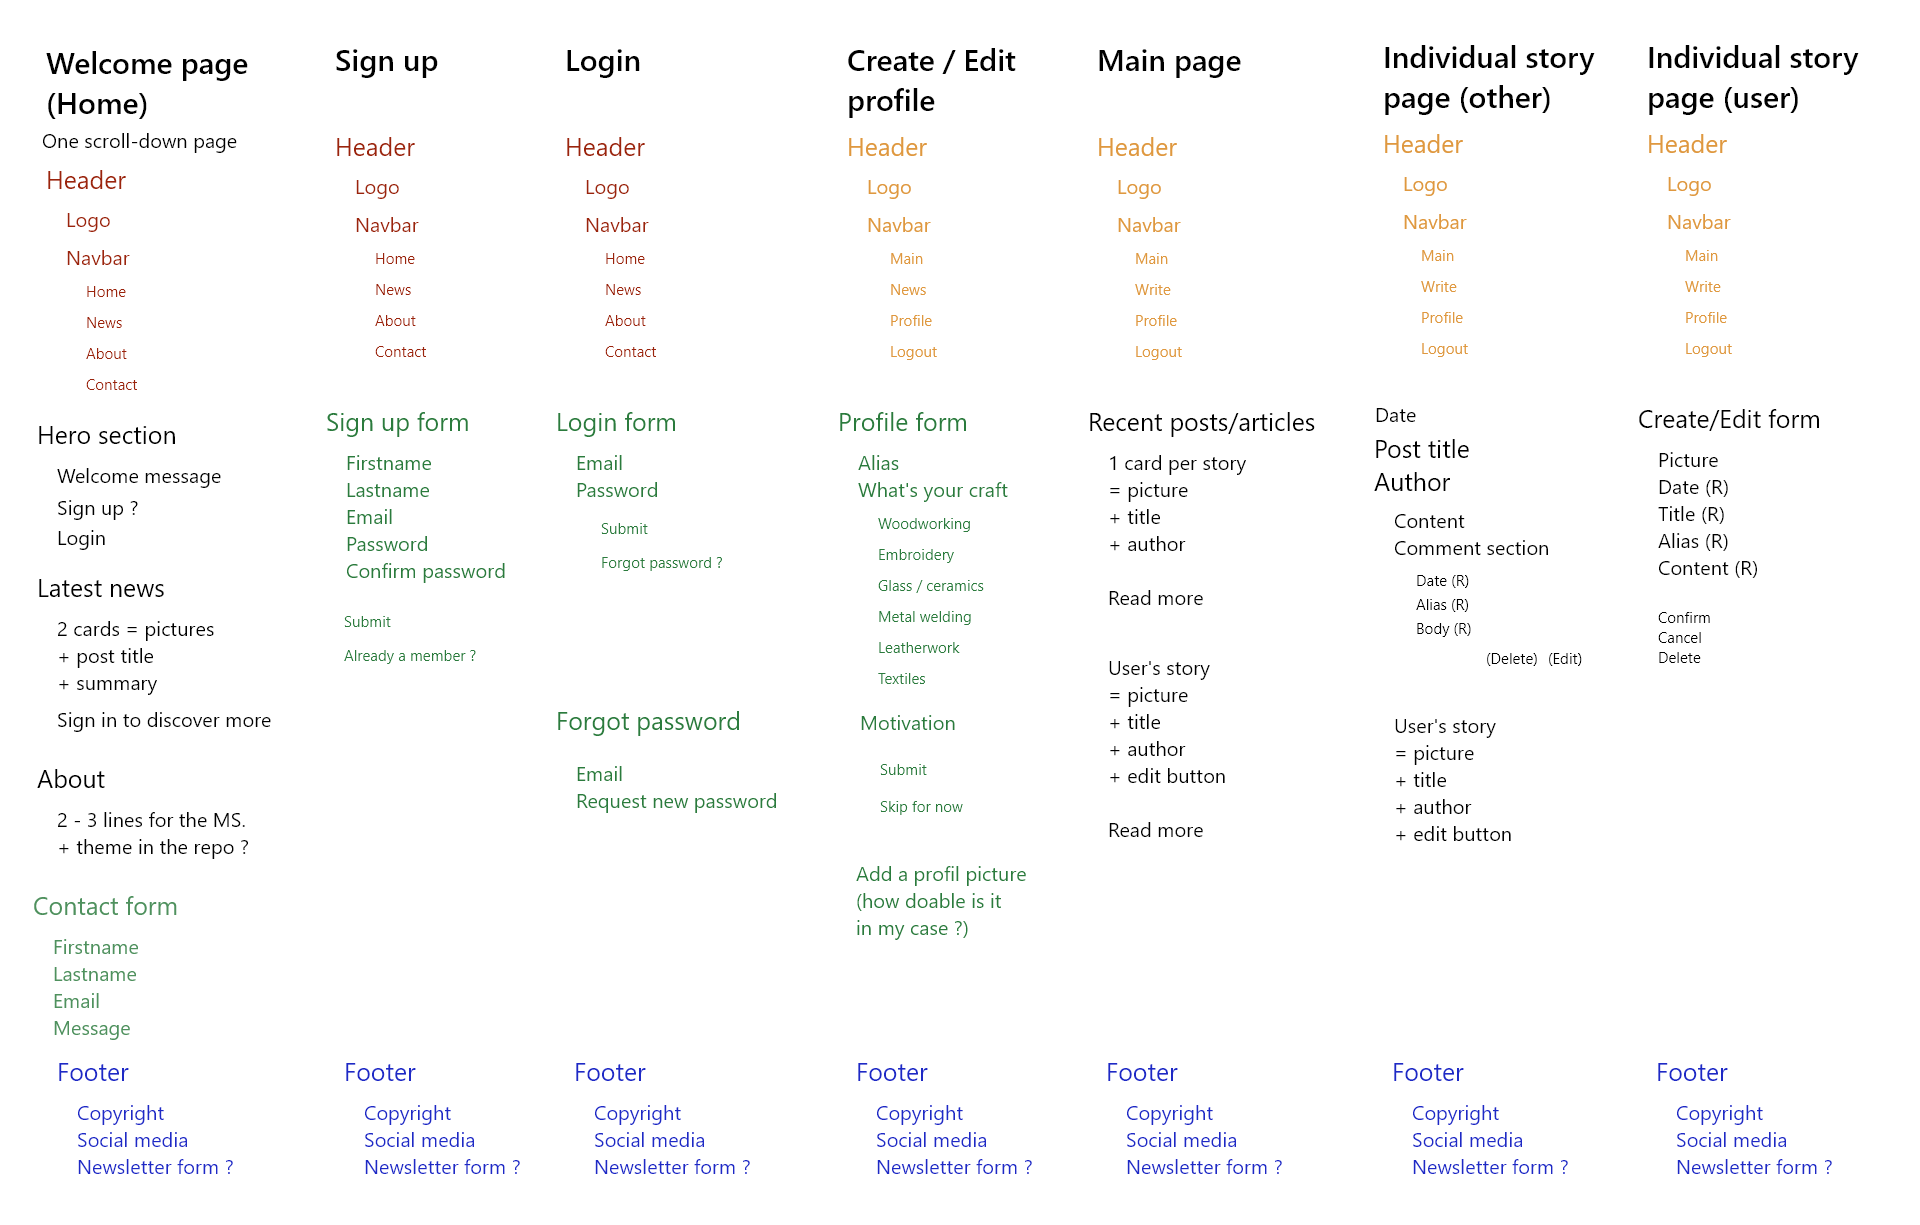 Welcome page
(Home)
One scroll-down page
Header
Logo
Navbar
Home
News
About
Contact
Hero section
Welcome message
Sign up ?
Login
Latest news
2 cards = pictures
+ post title
+ summary
Sign in to discover more
About
2 - 3 lines for the MS.
+ theme in the repo ?
Contact form
Firstname
Lastname
Email
Message
Footer
Copyright
Social media
Newsletter form ?
Sign up
Header
Logo
Navbar
Home
News
About
Contact
Sign up form
Firstname
Lastname
Email
Password
Confirm password
Submit
Already a member ?
Footer
Copyright
Social media
Newsletter form ?
Login
Header
Logo
Navbar
Home
News
About
Contact
Login form
Email
Password
Submit
Forgot password ?
Forgot password
Email
Request new password
Footer
Copyright
Social media
Newsletter form ?
Create / Edit
profile
Header
Logo
Navbar
Main
News
Profile
Logout
Profile form
Alias
What's your craft
Woodworking
Embroidery
Glass / ceramics
Metal welding
Leatherwork
Textiles
Motivation
Submit
Skip for now
Add a profil picture
(how doable is it
in my case ?)
Footer
Copyright
Social media
Newsletter form ?
Main page
Header
Logo
Navbar
Main
Write
Profile
Logout
Recent posts/articles
1 card per story
= picture
+ title
+ author
Read more
User's story
= picture
+ title
+ author
+ edit button
Read more
Footer
Copyright
Social media
Newsletter form ?
Individual story
page (other)
Header
Logo
Navbar
Main
Write
Profile
Logout
Date
Post title
Author
Content
Comment section
Date (R)
Alias (R)
Body (R)
(Delete) (Edit)
User's story
= picture
+ title
+ author
+ edit button
Footer
Copyright
Social media
Newsletter form ?
Individual story
page (user)
Header
Logo
Navbar
Main
Write
Profile
Logout
Create/Edit form
Picture
Date (R)
Title (R)
Alias (R)
Content (R)
Confirm
Cancel
Delete
Footer
Copyright
Social media
Newsletter form ?